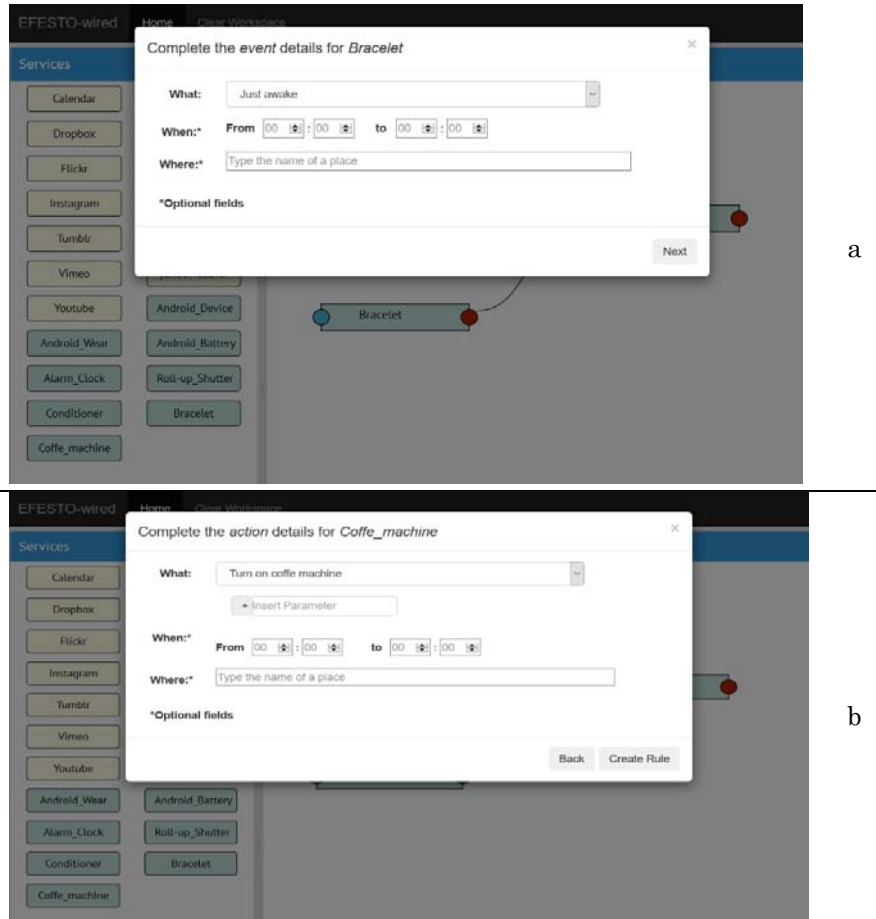 EFESTO-wired Home Clear Workspace
Complete the event details for Bracelet ×
Services
What: Just awake
When:* From 00 : 00 to 00 : 00
Where:* Type the name of a place
*Optional fields
Next
Calendar
Dropbox
Flickr
Instagram
Tumblr
Vimeo
Youtube Android_Device
Android_Wear Android_Battery
Alarm_Clock Roll-up_Shutter
Conditioner Bracelet
Coffe_machine
Bracelet
a
EFESTO-wired Home Clear Workspace
Complete the action details for Coffe_machine ×
Services
What: Turn on coffe machine
+ Insert Parameter
When:* From 00 : 00 to 00 : 00
Where:* Type the name of a place
*Optional fields
Back Create Rule
Calendar
Dropbox
Flickr
Instagram
Tumblr
Vimeo
Youtube
Android_Wear Android_Battery
Alarm_Clock Roll-up_Shutter
Conditioner Bracelet
Coffe_machine
b